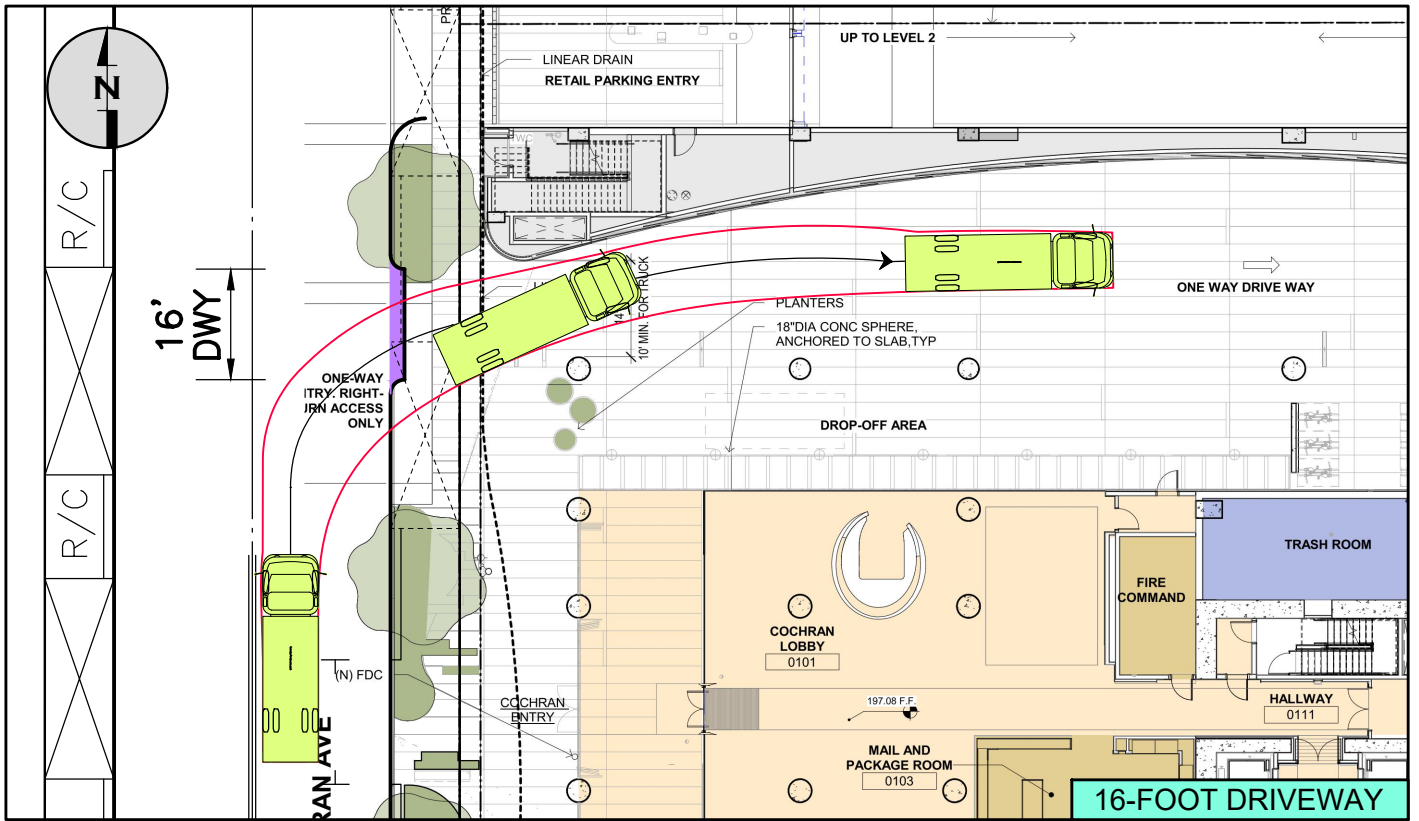 N
PR
LINEAR DRAIN
RETAIL PARKING ENTRY
UP TO LEVEL 2
R/C
16'
DWY
10' MIN. FOR TRUCK
PLANTERS
18"DIA CONC SPHERE,
ANCHORED TO SLAB,TYP
ONE WAY DRIVE WAY
ONE-WAY
TRY. RIGHT-
URN ACCESS
ONLY
DROP-OFF AREA
R/C
TRASH ROOM
FIRE
COMMAND
COCHRAN
LOBBY
0101
(N) FDC
COCHRAN
ENTRY
197.08 F.F.
HALLWAY
0111
RAN AVE
MAIL AND
PACKAGE ROOM
0103
16-FOOT DRIVEWAY